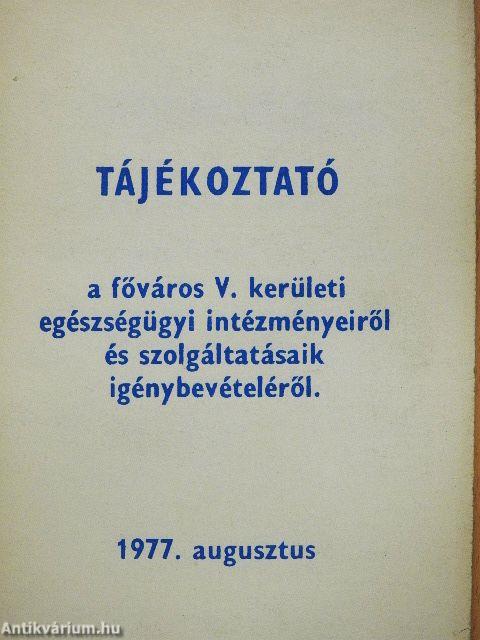 TÁJÉKOZTATÓ
a főváros V. kerületi
egészségügyi intézményeiről
és szolgáltatásaik
igénybevételéről.
1977. augusztus
Antikvárium.hu